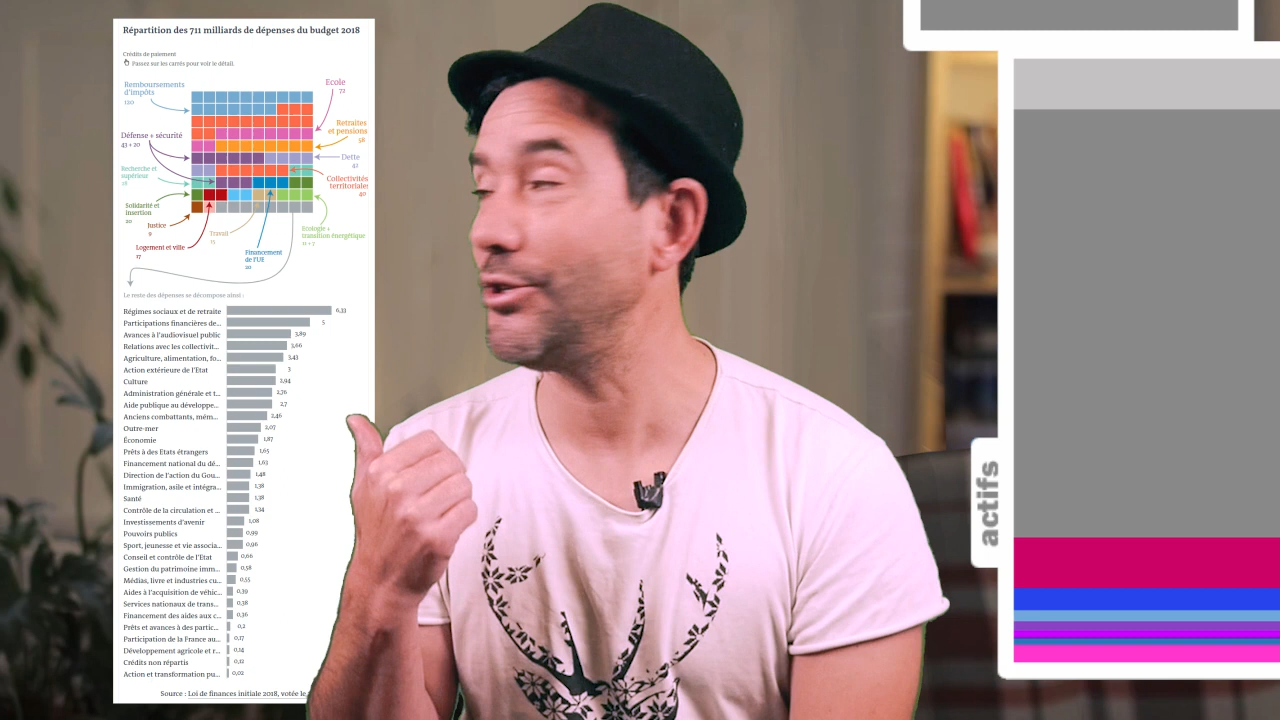 Répartition des 711 milliards de dépenses du budget 2018
Crédits de paiement
Passez sur les carrés pour voir le détail
Remboursements
d'impôts
120
Ecole
72
Défense + sécurité
43 + 20
Retraites
et pensions
58
Dette
42
Recherche et
supérieur
28
Collectivités
territoriales
40
Solidarité et
insertion
20
Justice
9
Travail
15
Ecologie +
transition énergétique
11 + 7
Logement et ville
17
Financement
de l'UE
20
Le reste des dépenses se décompose ainsi :
Régimes sociaux et de retraite 6,33
Participations financières de... 5
Avances à l'audiovisuel public 3,89
Relations avec les collectivit... 3,66
Agriculture, alimentation, fo... 3,43
Action extérieure de l'Etat 3
Culture 2,94
Administration générale et t... 2,76
Aide publique au développe... 2,7
Anciens combattants, mém... 2,46
Outre-mer 2,07
Économie 1,87
Prêts à des Etats étrangers 1,65
Financement national du dé... 1,63
Direction de l'action du Gou... 1,48
Immigration, asile et intégra... 1,38
Santé 1,38
Contrôle de la circulation et ... 1,34
Investissements d'avenir 1,08
Pouvoirs publics 0,99
Sport, jeunesse et vie associa... 0,96
Conseil et contrôle de l'Etat 0,66
Gestion du patrimoine imm... 0,58
Médias, livre et industries cu... 0,55
Aides à l'acquisition de véhic... 0,39
Services nationaux de trans... 0,38
Financement des aides aux c... 0,36
Prêts et avances à des partic... 0,2
Participation de la France au... 0,17
Développement agricole et r... 0,14
Crédits non répartis 0,12
Action et transformation pu... 0,02
Source : Loi de finances initiale 2018, votée le
actifs